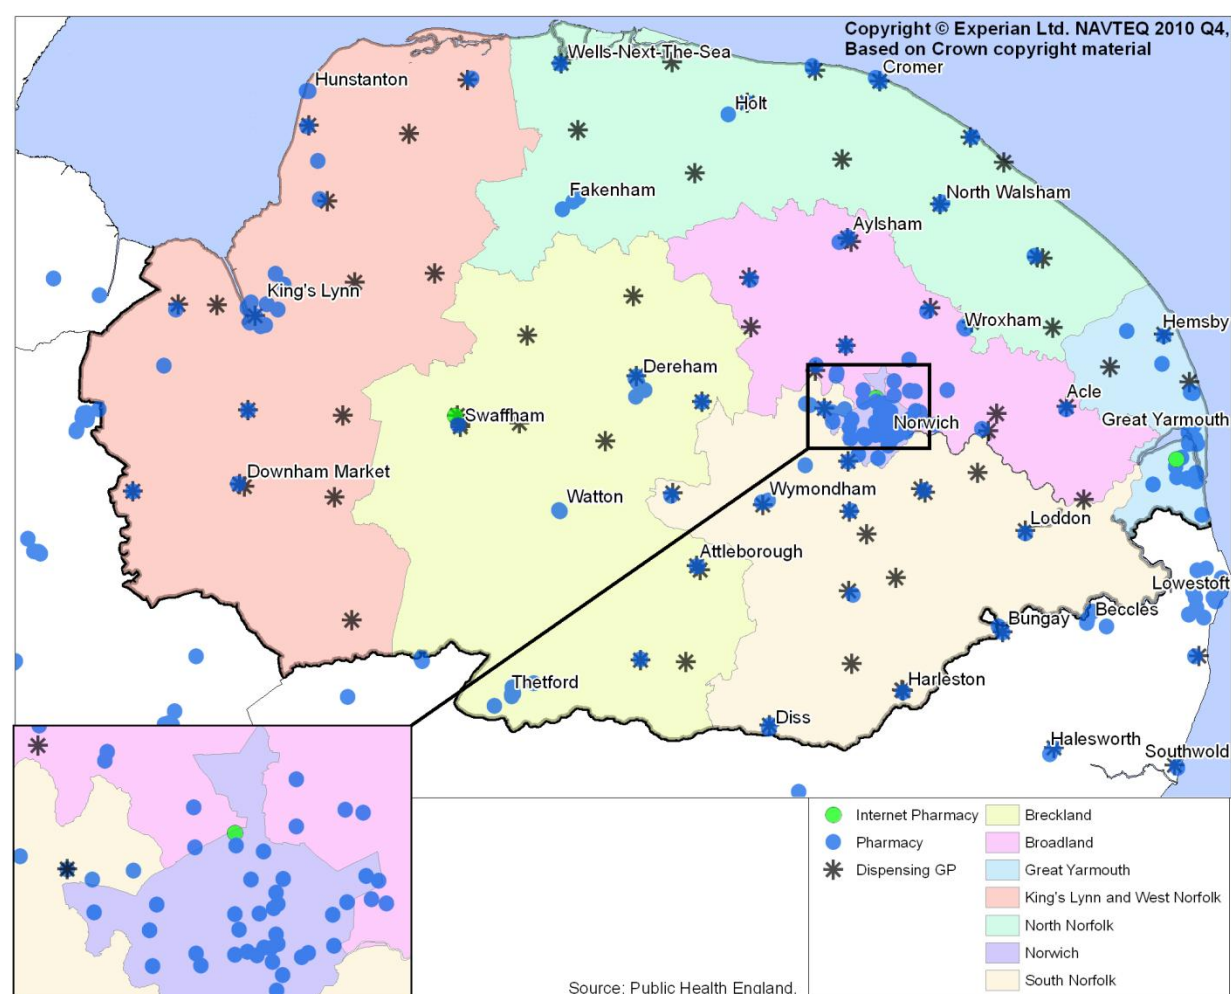 Copyright © Experian Ltd. NAVTEQ 2010 Q4,
Based on Crown copyright material
Wells-Next-The-Sea
Cromer
Hunstanton
Holt
Fakenham
North Walsham
Aylsham
King's Lynn
Wroxham
Hemsby
Dereham
Acle
Swaffham
Norwich
Great Yarmouth
Downham Market
Watton
Wymondham
Loddon
Attleborough
Lowestoft
Beccles
Bungay
Thetford
Harleston
Diss
Halesworth
Southwold
Internet Pharmacy
Pharmacy
Dispensing GP
Breckland
Broadland
Great Yarmouth
King's Lynn and West Norfolk
North Norfolk
Norwich
South Norfolk
Source: Public Health England.